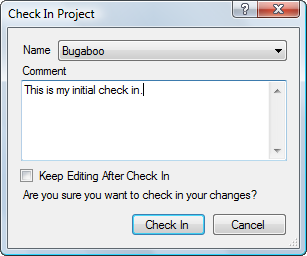 Check In Project
Name Bugaboo
Comment
This is my initial check in.
Keep Editing After Check In
Are you sure you want to check in your changes?
Check In Cancel